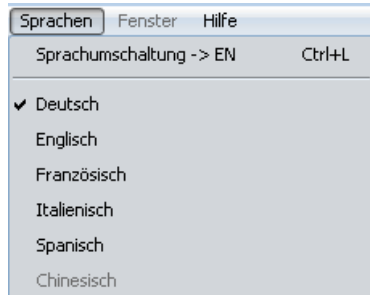 Sprachen Fenster Hilfe
Sprachumschaltung -> EN Ctrl+L
Deutsch
Englisch
Französisch
Italienisch
Spanisch
Chinesisch